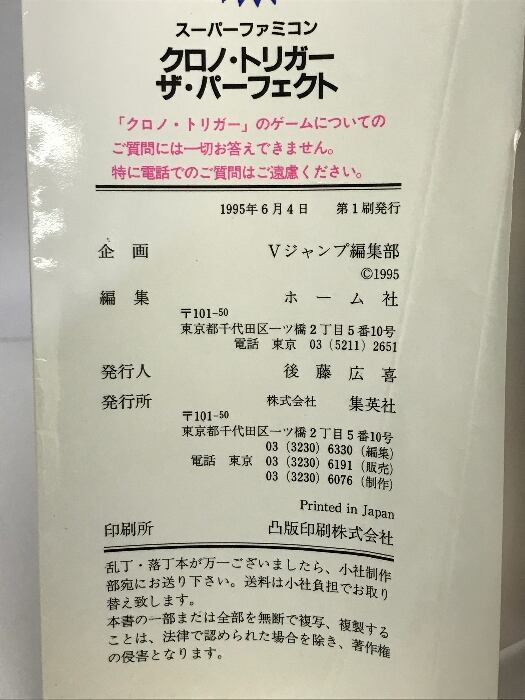 スーパーファミコン
クロノ・トリガー
ザ・パーフェクト
「クロノ・トリガー」のゲームについての
ご質問には一切お答えできません。
特に電話でのご質問はご遠慮ください。
1995年6月4日 第1刷発行
企画 Vジャンプ編集部
©1995
編集 ホーム社
〒101-50
東京都千代田区一ツ橋2丁目5番10号
電話 東京 03 (5211) 2651
発行人 後藤広喜
発行所 株式会社 集英社
〒101-50
東京都千代田区一ツ橋2丁目5番10号
03 (3230) 6330 (編集)
電話 東京 03 (3230) 6191 (販売)
03 (3230) 6076 (制作)
Printed in Japan
印刷所 凸版印刷株式会社
乱丁・落丁本が万一ございましたら、小社制作
部宛にお送り下さい。送料は小社負担でお取り
替え致します。
本書の一部または全部を無断で複写、複製する
ことは、法律で認められた場合を除き、著作権
の侵害となります。